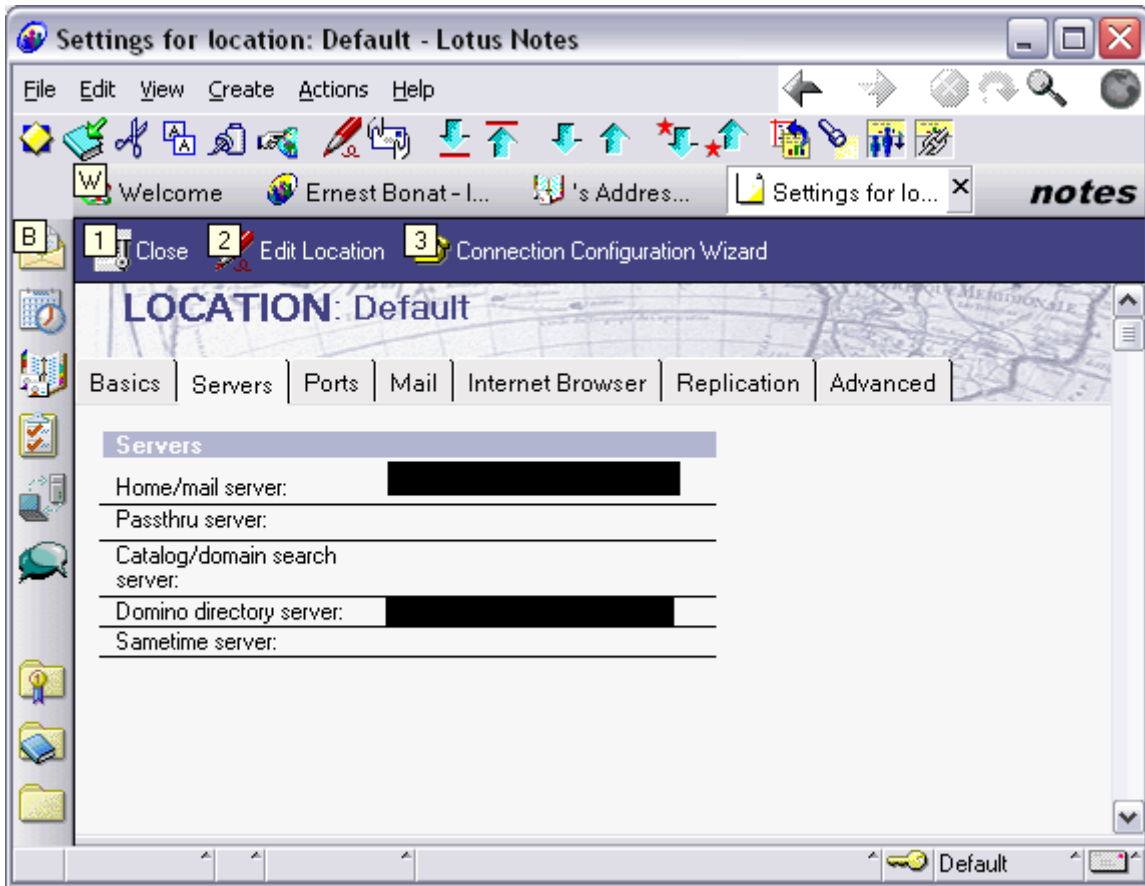 Settings for location: Default - Lotus Notes
File Edit View Create Actions Help
W Welcome Ernest Bonat - I... 's Addres... Settings for lo... notes
B 1 Close 2 Edit Location 3 Connection Configuration Wizard
LOCATION: Default
Basics Servers Ports Mail Internet Browser Replication Advanced
Servers
Home/mail server:
Passthru server:
Catalog/domain search
server:
Domino directory server:
Sametime server:
Default